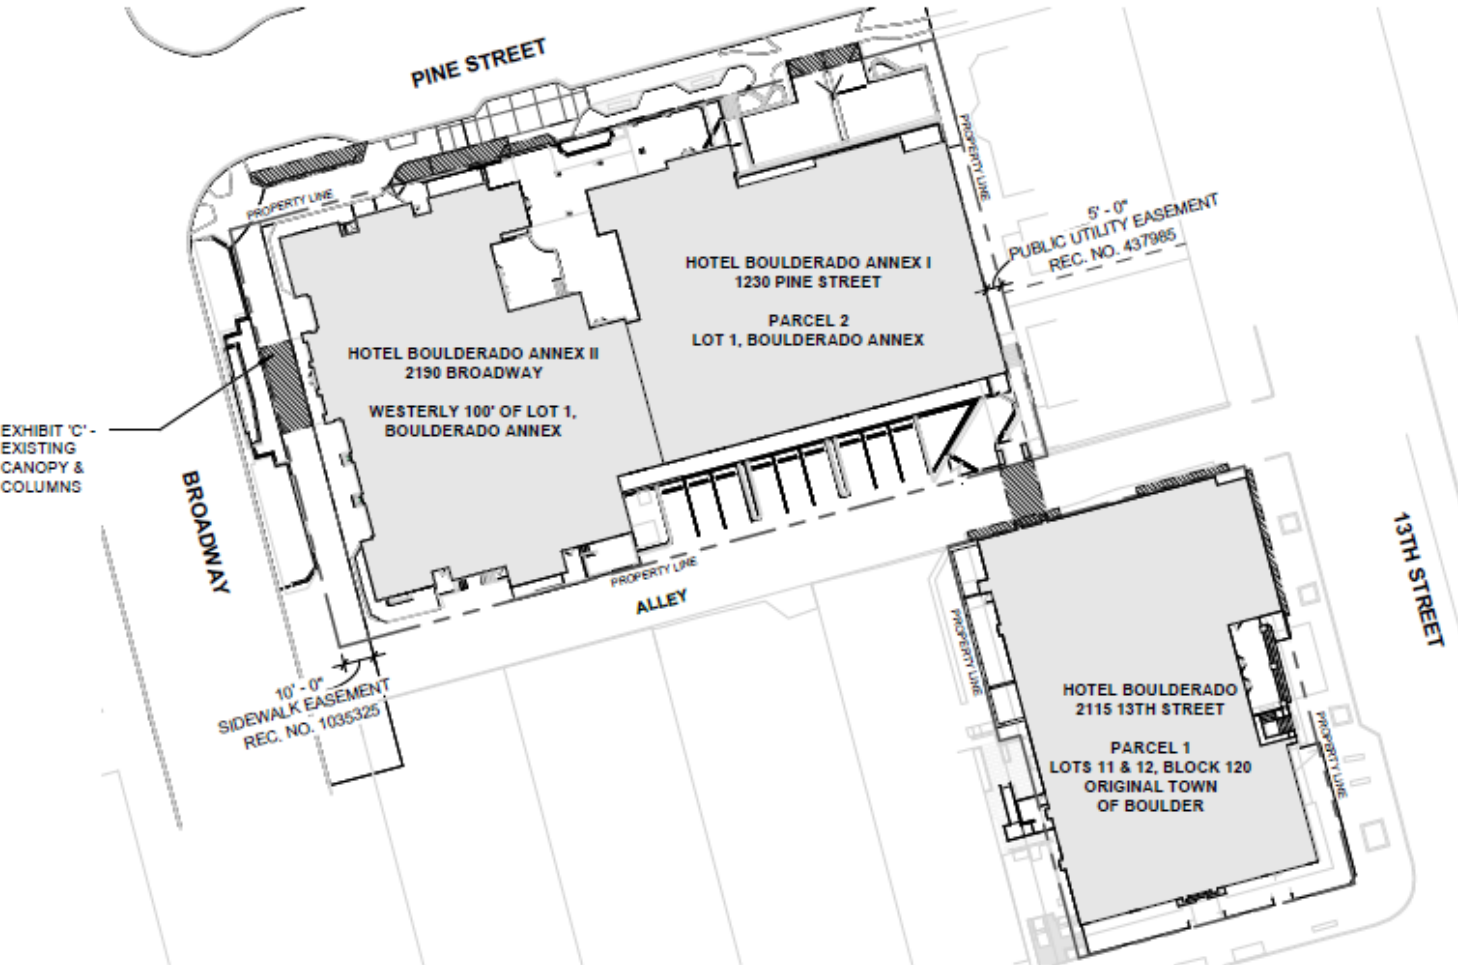 PINE STREET
PROPERTY LINE
PROPERTY LINE
5' - 0"
PUBLIC UTILITY EASEMENT
REC. NO. 437985
HOTEL BOULDERADO ANNEX I
1230 PINE STREET
PARCEL 2
LOT 1, BOULDERADO ANNEX
HOTEL BOULDERADO ANNEX II
2190 BROADWAY
WESTERLY 100' OF LOT 1,
BOULDERADO ANNEX
EXHIBIT 'C' -
EXISTING
CANOPY &
COLUMNS
BROADWAY
PROPERTY LINE
ALLEY
13TH STREET
10' - 0"
SIDEWALK EASEMENT
REC. NO. 1035325
PROPERTY LINE
HOTEL BOULDERADO
2115 13TH STREET
PARCEL 1
LOTS 11 & 12, BLOCK 120
ORIGINAL TOWN
OF BOULDER
PROPERTY LINE